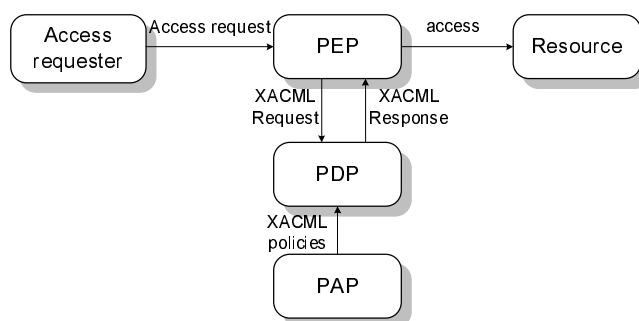 Access
requester
Access request
PEP
access
Resource
XACML
Request
XACML
Response
PDP
XACML
policies
PAP